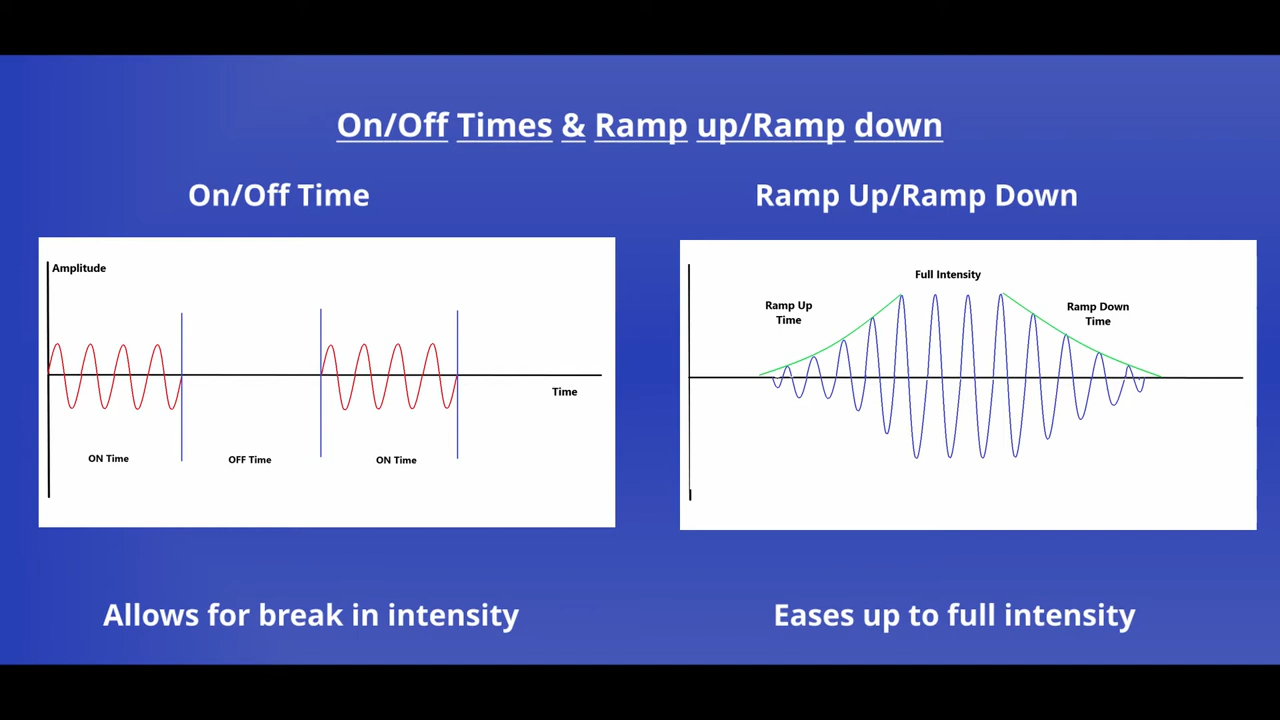 On/Off Times & Ramp up/Ramp down
On/Off Time
Amplitude
Time
ON Time
OFF Time
ON Time
Allows for break in intensity
Ramp Up/Ramp Down
Full Intensity
Ramp Up
Time
Ramp Down
Time
Eases up to full intensity